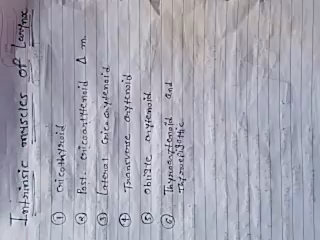 Intrinsic muscles of Larynx
① cricothyroid
② Post. cricoarytenoid Δ m
③ Lateral cricoarytenoid
④ Transverse arytenoid
⑤ oblique arytenoid
⑥ Thyroarytenoid and
Thyroepiglottic